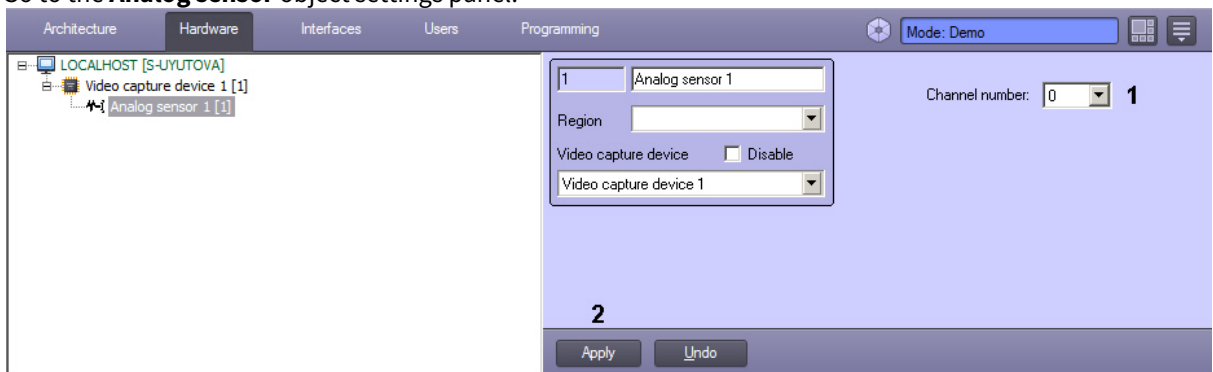 Go to the Analog sensor object settings panel.
Architecture Hardware Interfaces Users Programming Mode: Demo
LOCALHOST [S-UYUTOVA]
Video capture device 1 [1]
Analog sensor 1 [1]
1 Analog sensor 1
Region
Video capture device Disable
Video capture device 1
Channel number: 0 1
2
Apply Undo